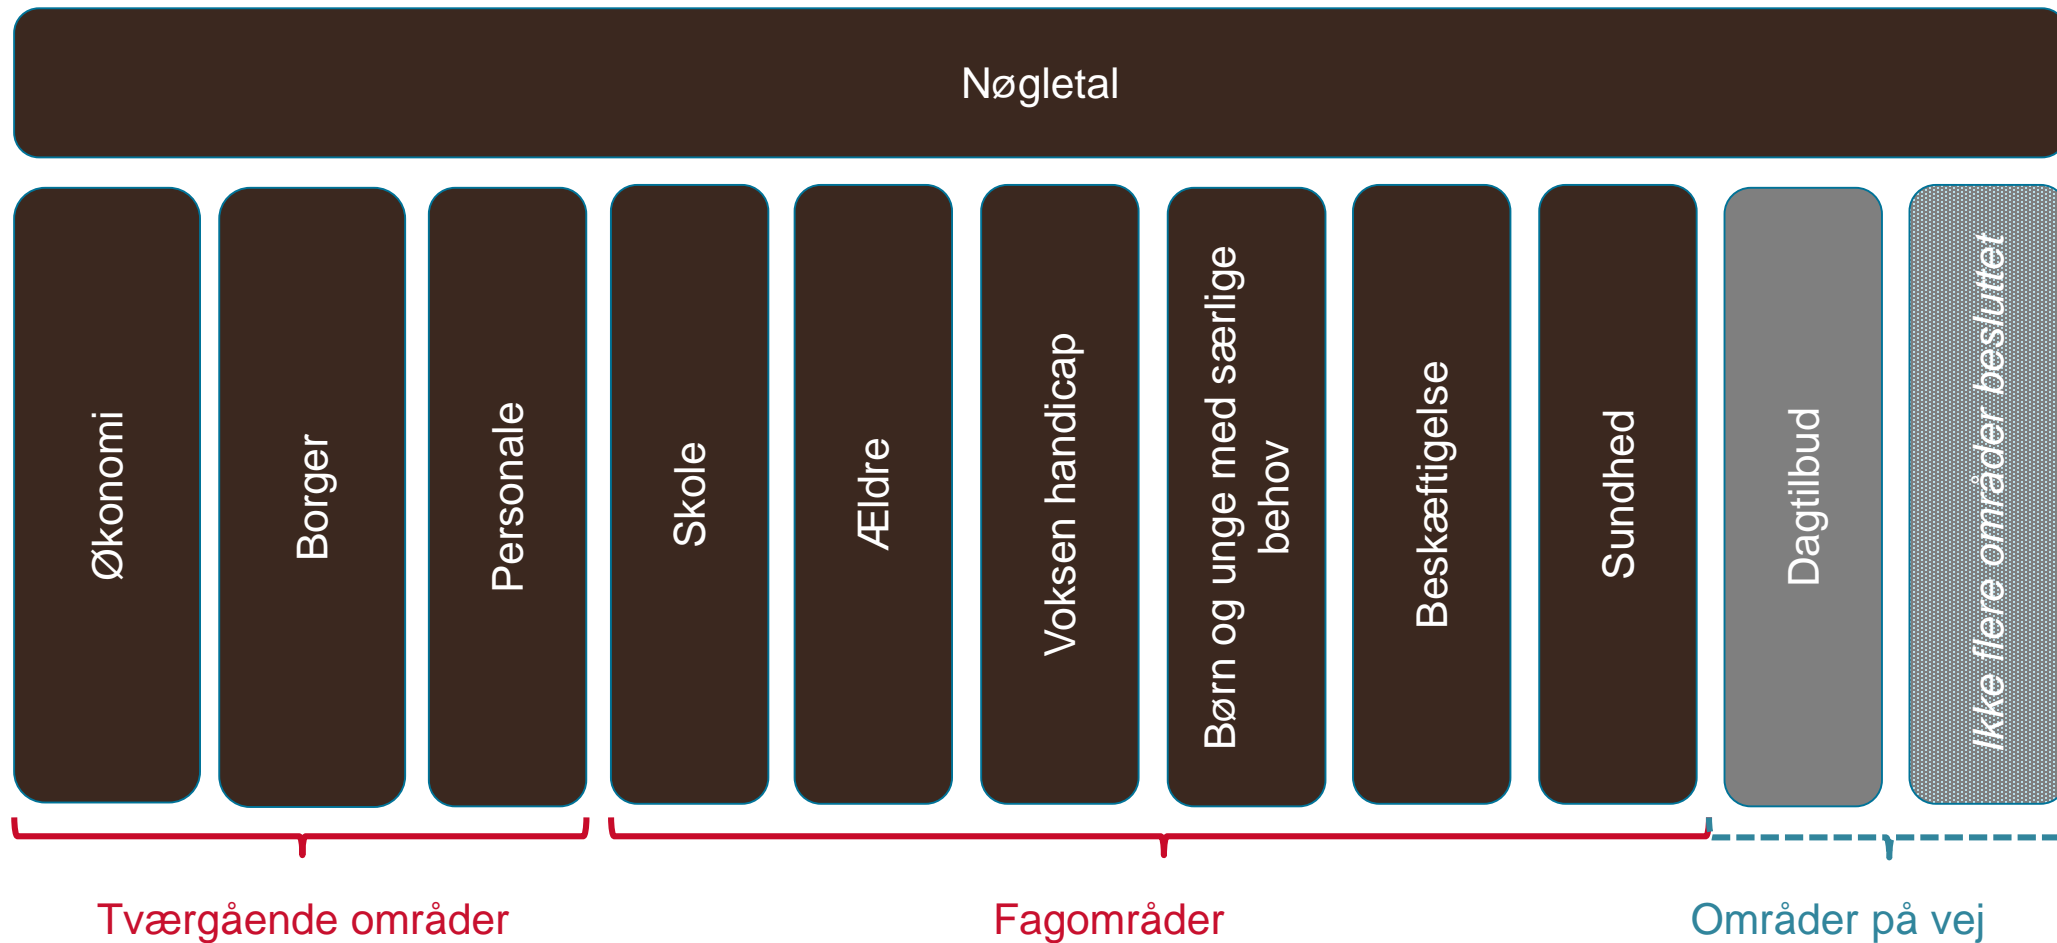 Nøgletal
Økonomi
Borger
Personale
Skole
Ældre
Voksen handicap
Børn og unge med særlige
behov
Beskæftigelse
Sundhed
Dagtilbud
Ikke flere områder besluttet
Tværgående områder
Fagområder
Områder på vej